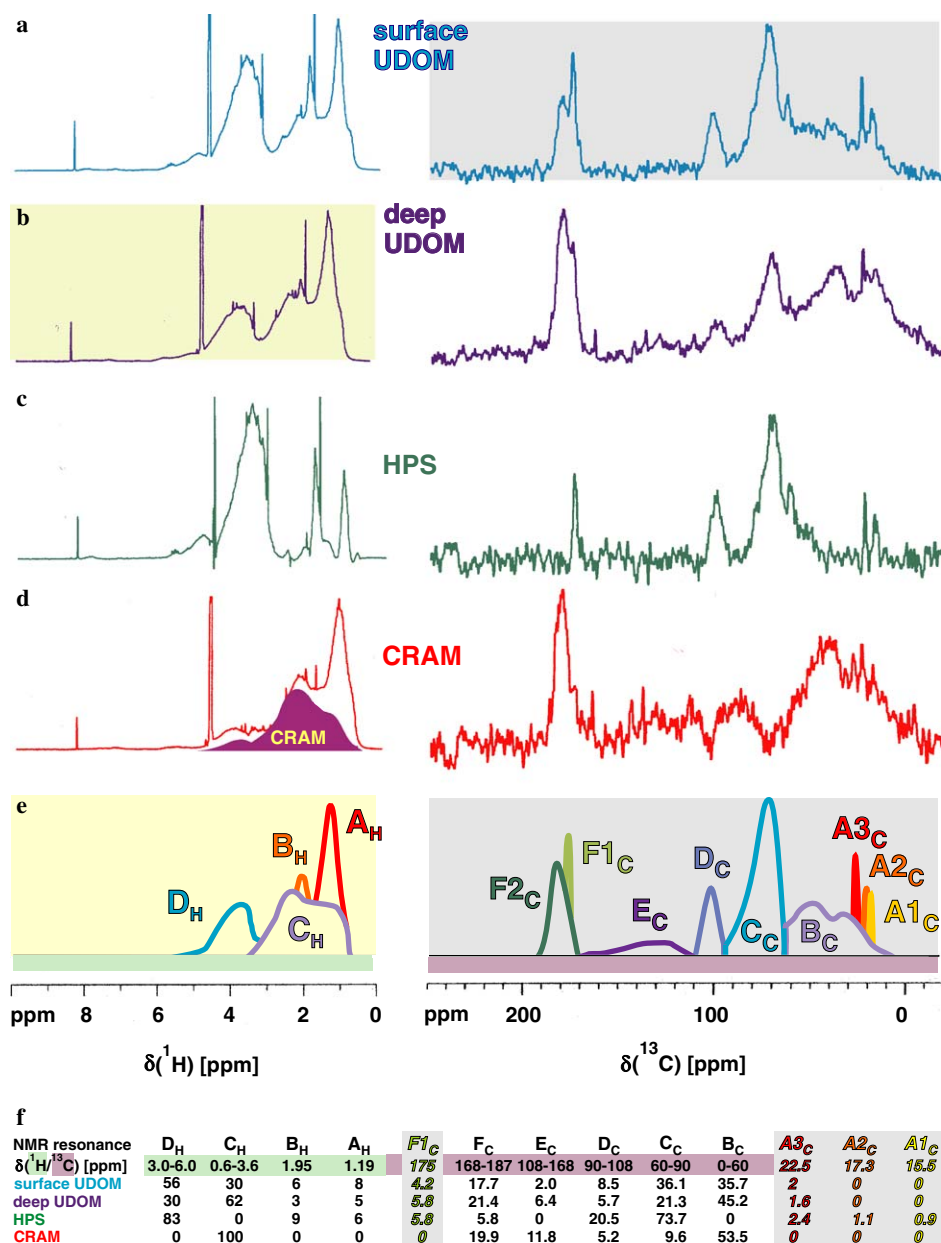 a
surface
UDOM
b
deep
UDOM
c
HPS
d
CRAM
CRAM
e
A_H
B_H
D_H
C_H
A3_C
F1_C
D_C
A2_C
F2_C
A1_C
E_C
C_C
B_C
ppm 8 6 4 2 0
ppm 200 100 0
δ(¹H) [ppm]
δ(¹³C) [ppm]
f
NMR resonance D_H C_H B_H A_H F1_C F_C E_C D_C C_C B_C A3_C A2_C A1_C
δ(¹H/¹³C) [ppm] 3.0-6.0 0.6-3.6 1.95 1.19 175 168-187 108-168 90-108 60-90 0-60 22.5 17.3 15.5
surface UDOM 56 30 6 8 4.2 17.7 2.0 8.5 36.1 35.7 2 0 0
deep UDOM 30 62 3 5 5.8 21.4 6.4 5.7 21.3 45.2 1.6 0 0
HPS 83 0 9 6 5.8 5.8 0 20.5 73.7 0 2.4 1.1 0.9
CRAM 0 100 0 0 0 19.9 11.8 5.2 9.6 53.5 0 0 0